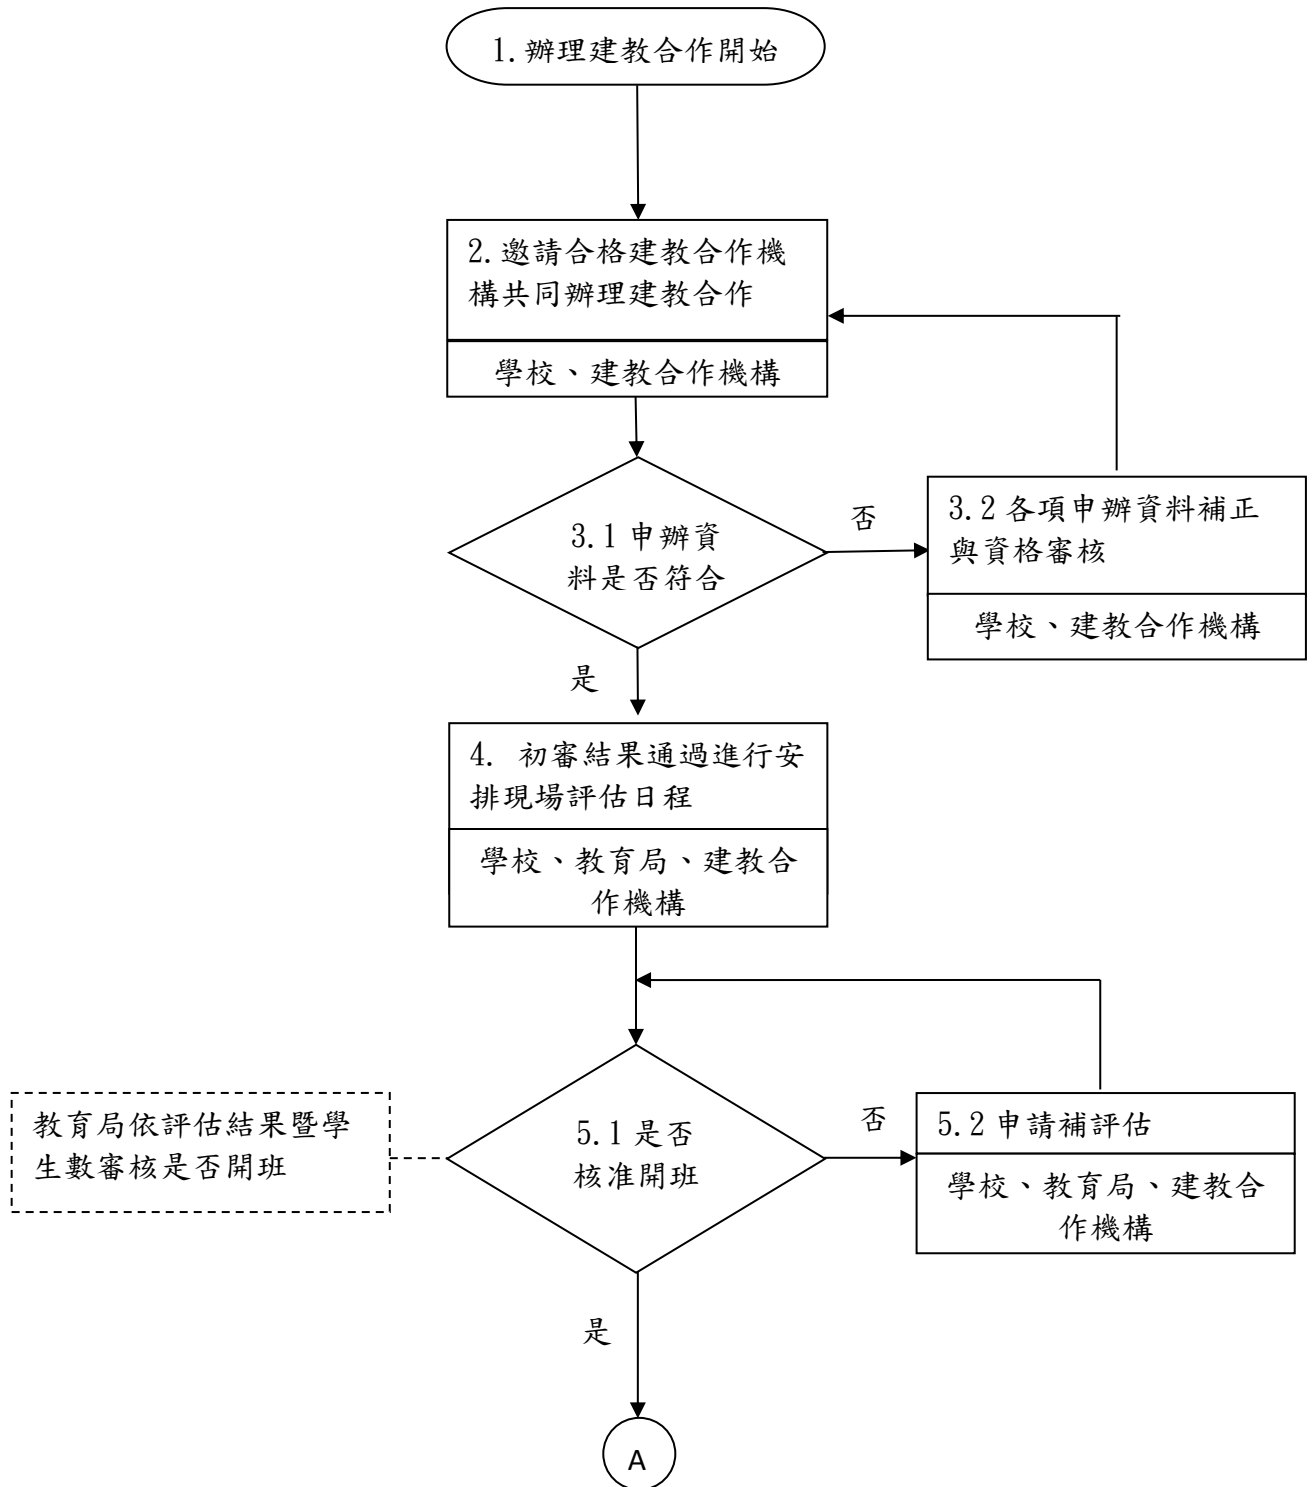 1.辦理建教合作開始
2.邀請合格建教合作機
構共同辦理建教合作
學校、建教合作機構
3.1 申辦資
料是否符合
否
3.2 各項申辦資料補正
與資格審核
學校、建教合作機構
是
4. 初審結果通過進行安
排現場評估日程
學校、教育局、建教合
作機構
教育局依評估結果暨學
生數審核是否開班
5.1 是否
核准開班
否
5.2 申請補評估
學校、教育局、建教合
作機構
是
A